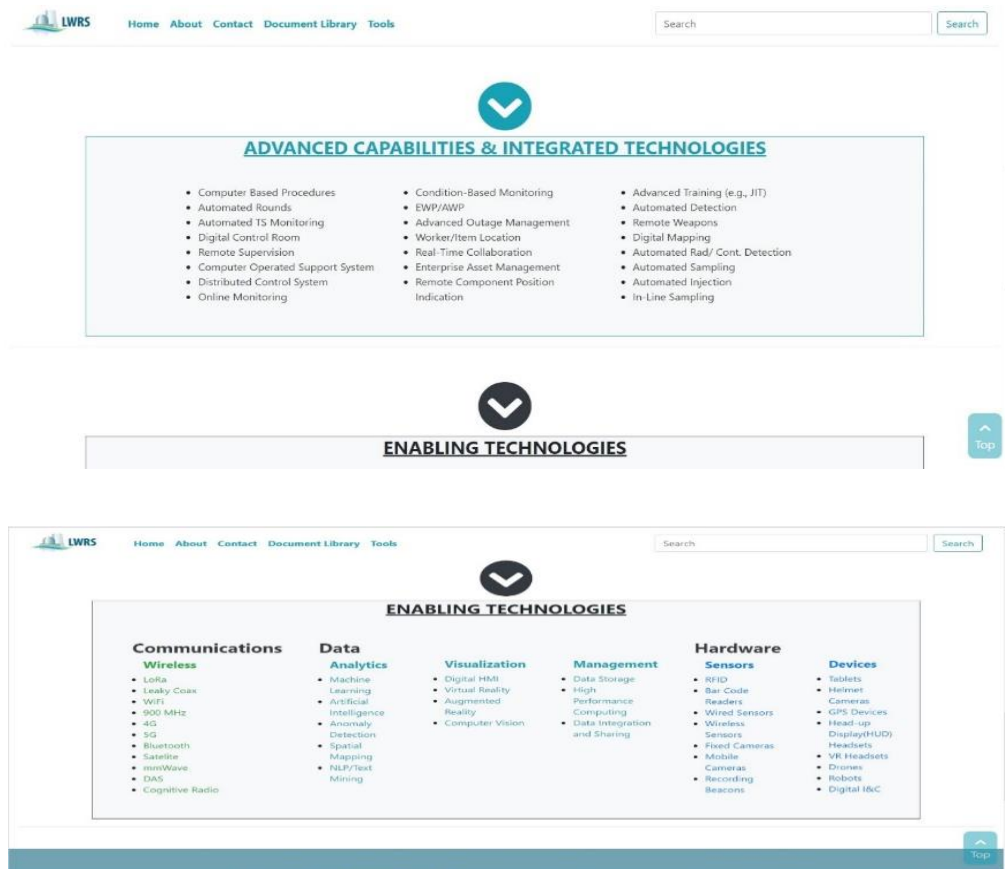 LWRS Home About Contact Document Library Tools Search Search
ADVANCED CAPABILITIES & INTEGRATED TECHNOLOGIES
Computer Based Procedures
Automated Rounds
Automated TS Monitoring
Digital Control Room
Remote Supervision
Computer Operated Support System
Distributed Control System
Online Monitoring
Condition-Based Monitoring
EWP/AWP
Advanced Outage Management
Worker/Item Location
Real-Time Collaboration
Enterprise Asset Management
Remote Component Position
Indication
Advanced Training (e.g., JIT)
Automated Detection
Remote Weapons
Digital Mapping
Automated Rad/ Cont. Detection
Automated Sampling
Automated Injection
In-Line Sampling
ENABLING TECHNOLOGIES
Top
LWRS Home About Contact Document Library Tools Search Search
ENABLING TECHNOLOGIES
Communications
Wireless
LoRa
Leaky Coax
WiFi
900 MHz
4G
5G
Bluetooth
Satelite
mmWave
DAS
Cognitive Radio
Data
Analytics
Machine
Learning
Artificial
Intelligence
Anomaly
Detection
Spatial
Mapping
NLP/Text
Mining
Visualization
Digital HMI
Virtual Reality
Augmented
Reality
Computer Vision
Management
Data Storage
High
Performance
Computing
Data Integration
and Sharing
Hardware
Sensors
RFID
Bar Code
Readers
Wired Sensors
Wireless
Sensors
Fixed Cameras
Mobile
Cameras
Recording
Beacons
Devices
Tablets
Helmet
Cameras
GPS Devices
Head-up
Display(HUD)
Headsets
VR Headsets
Drones
Robots
Digital I&C
Top